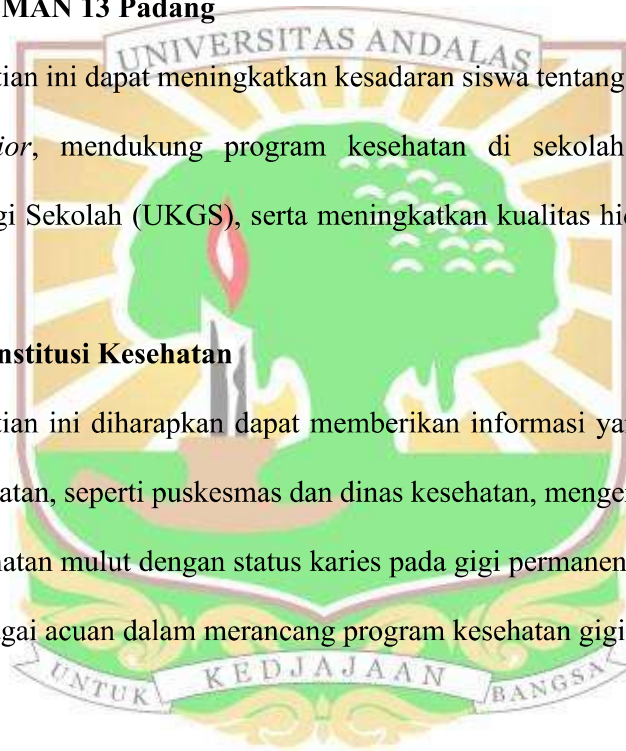 MAN 13 Padang
UNIVERSITAS ANDALAS
tian ini dapat meningkatkan kesadaran siswa tentang
ior, mendukung program kesehatan di sekolah
gi Sekolah (UKGS), serta meningkatkan kualitas hid
nstitusi Kesehatan
tian ini diharapkan dapat memberikan informasi ya
atan, seperti puskesmas dan dinas kesehatan, menge
hatan mulut dengan status karies pada gigi permanen
gai acuan dalam merancang program kesehatan gigi
UNTUK KEDJAJAAN BANGSA